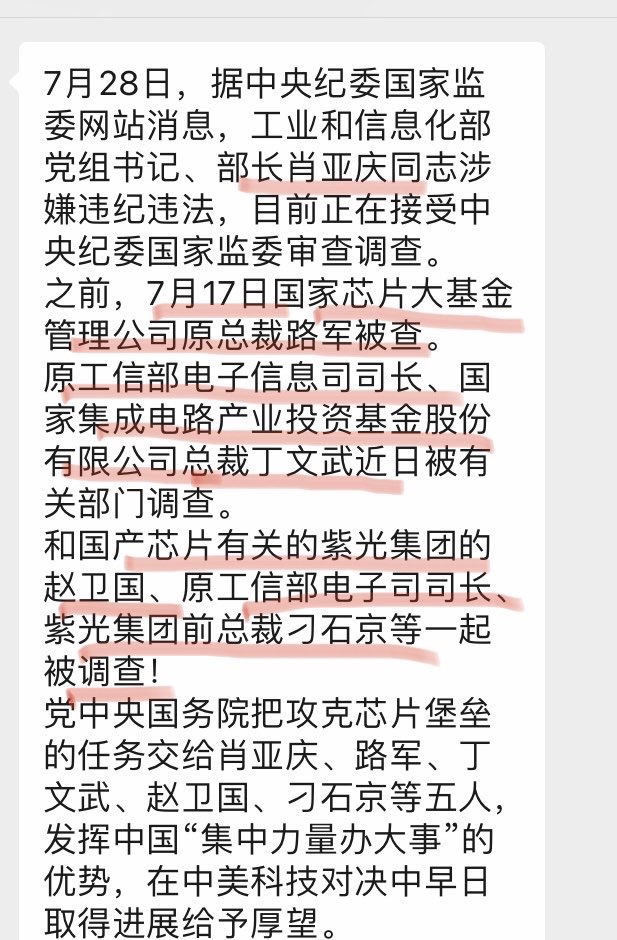 7月28日，据中央纪委国家监
委网站消息，工业和信息化部
党组书记、部长肖亚庆同志涉
嫌违纪违法，目前正在接受中
央纪委国家监委审查调查。
之前，7月17日国家芯片大基金
管理公司原总裁路军被查。
原工信部电子信息司司长、国
家集成电路产业投资基金股份
有限公司总裁丁文武近日被有
关部门调查。
和国产芯片有关的紫光集团的
赵卫国、原工信部电子司司长、
紫光集团前总裁刁石京等一起
被调查！
党中央国务院把攻克芯片堡垒
的任务交给肖亚庆、路军、丁
文武、赵卫国、刁石京等五人，
发挥中国“集中力量办大事”的
优势，在中美科技对决中早日
取得进展给予厚望。